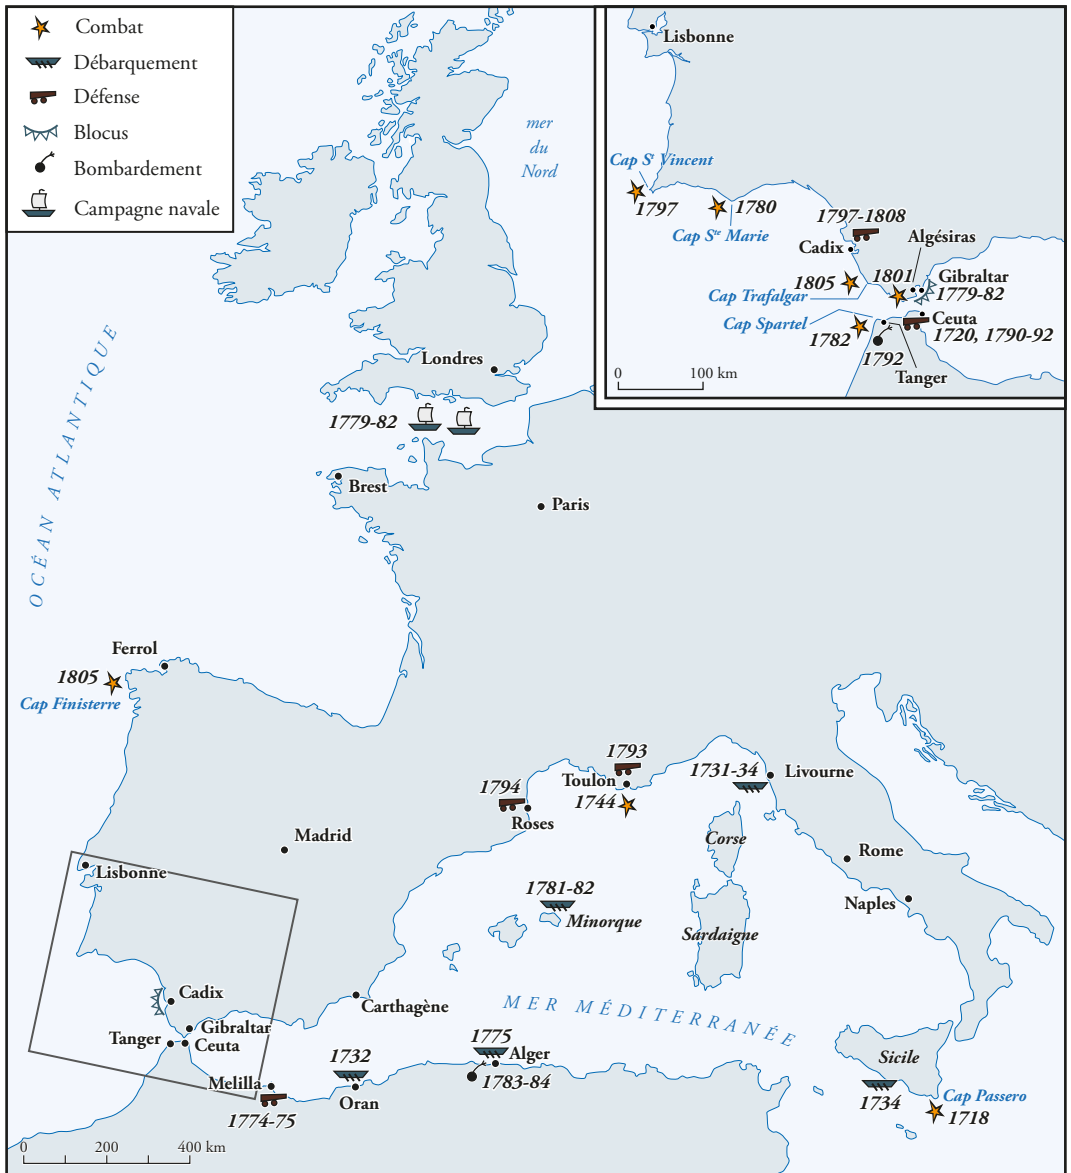 Combat
Débarquement
Défense
Blocus
Bombardement
Campagne navale
mer
du
Nord
Lisbonne
Cap St Vincent
1797
1780
Cap Ste Marie
1797-1808
Cadix
Algésiras
1805
1801
Gibraltar
1779-82
Cap Trafalgar
Cap Spartel
Ceuta
1720, 1790-92
1782
1792
Tanger
0
100 km
OCÉAN ATLANTIQUE
Londres
1779-82
Brest
Paris
Ferrol
1805
Cap Finisterre
1793
Toulon
1744
1731-34
Livourne
1794
Roses
Madrid
Corse
Rome
Lisbonne
1781-82
Minorque
Naples
Sardaigne
Cadix
Carthagène
MER MÉDITERRANÉE
Gibraltar
Tanger
Ceuta
1775
Alger
1783-84
1732
Oran
Melilla
1774-75
Sicile
1734
Cap Passero
1718
0
200
400 km